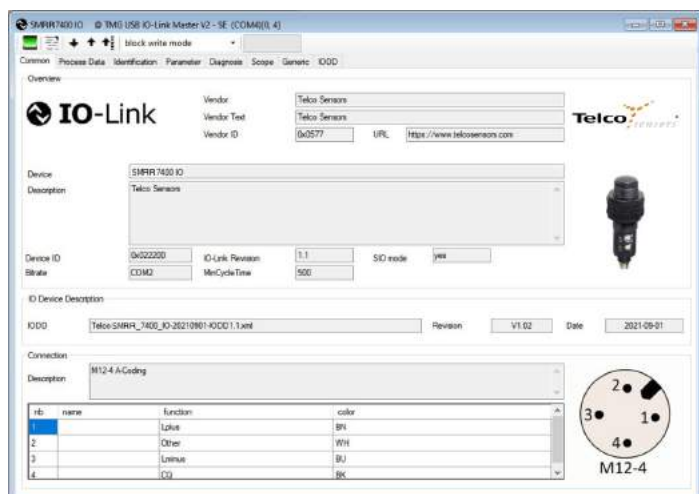 SMRR7400 IO @ TMG USB IO-Link Master V2 - SE (COM4)[0, 4]
block write mode
Common Process Data Identification Parameter Diagnosis Scope Generic IODD
Overview
IO-Link
Vendor Telco Sensors
Vendor Text Telco Sensors
Vendor ID 0x0577 URL https://www.telcosensors.com
Telco sensors
Device SMRR 7400 IO
Description Telco Sensors
Device ID 0x022200 IO-Link Revision 1.1 SIO mode yes
Bitrate COM2 MinCycleTime 500
IO Device Description
IODD Telco-SMRR_7400_IO-20210901-IODD1.1.xml Revision V1.02 Date 2021-09-01
Connection
Description M12-4 A-Coding
nb name function color
1 Lplus BN
2 Other WH
3 Lminus BU
4 CQ BK
2
3 1
4
M12-4